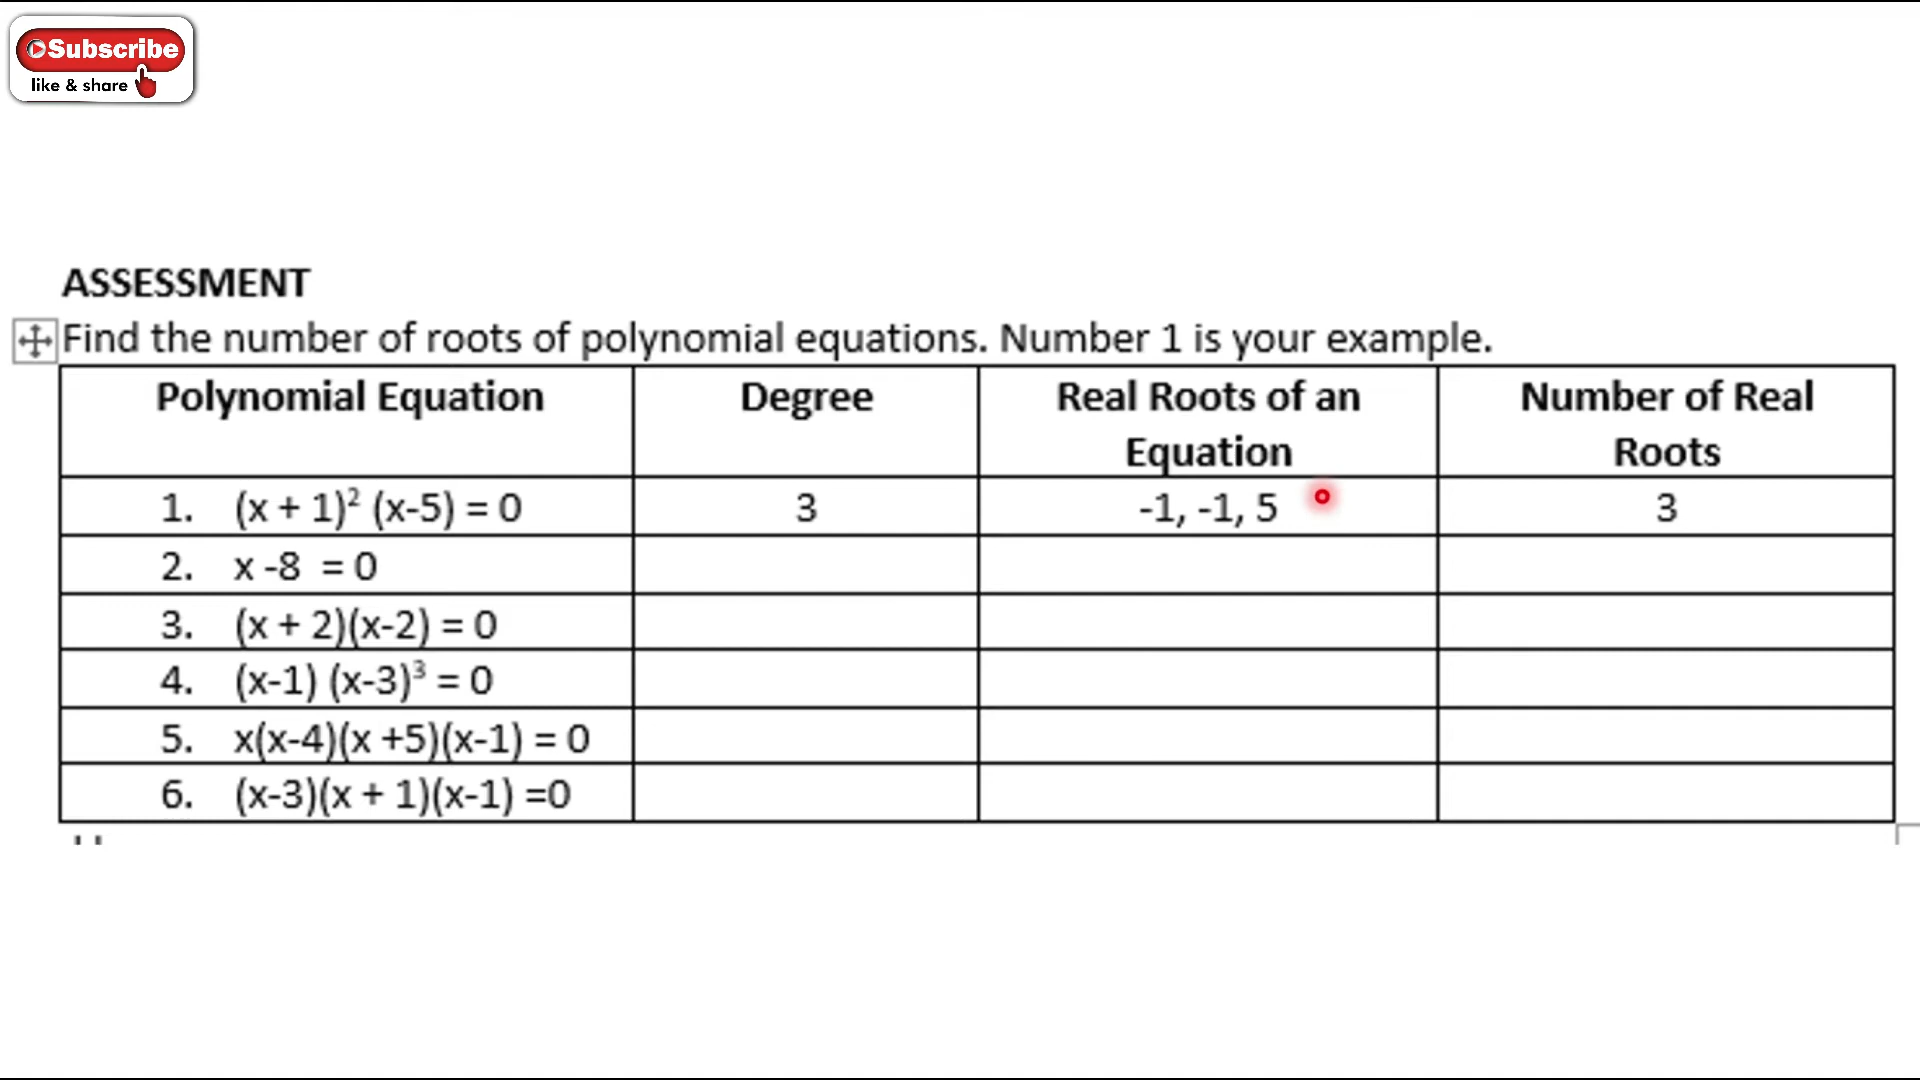 Subscribe
like & share
ASSESSMENT
Find the number of roots of polynomial equations. Number 1 is your example.
Polynomial Equation Degree Real Roots of an Equation Number of Real Roots
1. (x + 1)² (x-5) = 0 3 -1, -1, 5 3
2. x -8 = 0
3. (x + 2)(x-2) = 0
4. (x-1) (x-3)³ = 0
5. x(x-4)(x +5)(x-1) = 0
6. (x-3)(x + 1)(x-1) =0